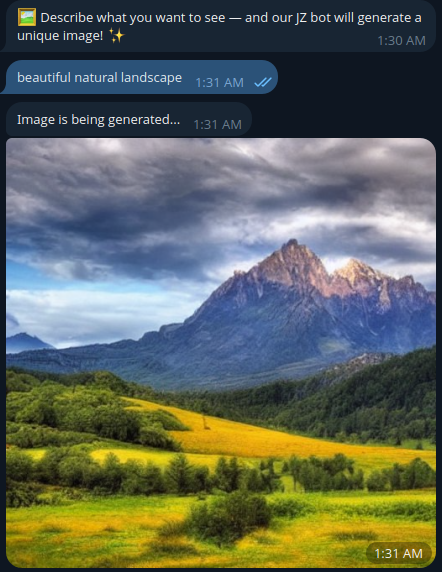 🖼️ Describe what you want to see — and our JZ bot will generate a
unique image! ✨
1:30 AM
beautiful natural landscape 1:31 AM
Image is being generated... 1:31 AM
1:31 AM